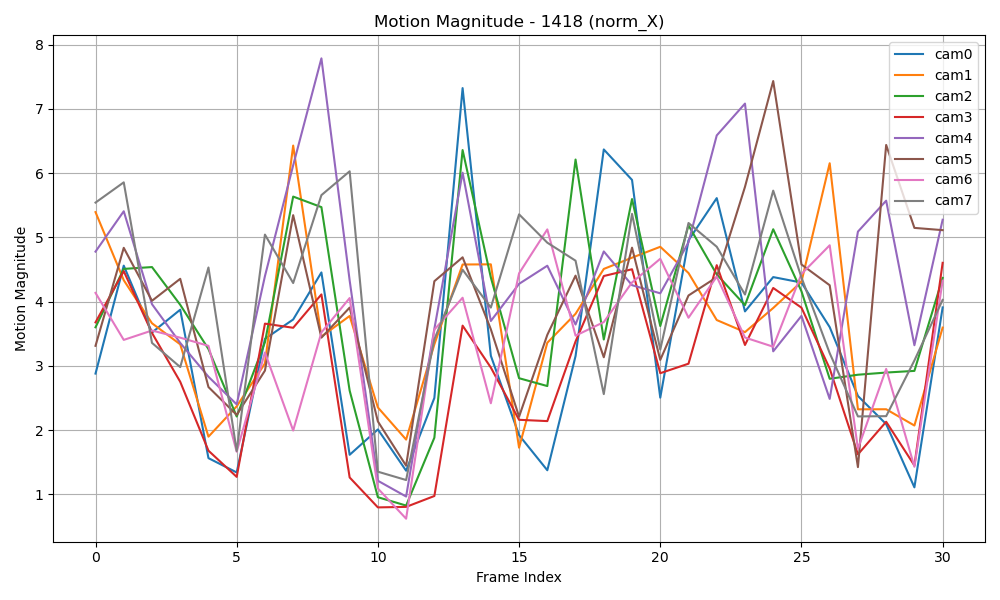 Motion Magnitude - 1418 (norm_X)
Motion Magnitude
8
7
6
5
4
3
2
1
0
5
10
15
20
25
30
Frame Index
cam0
cam1
cam2
cam3
cam4
cam5
cam6
cam7